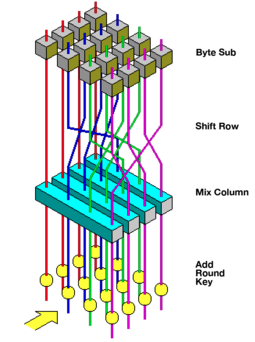 Byte Sub
Shift Row
Mix Column
Add
Round
Key